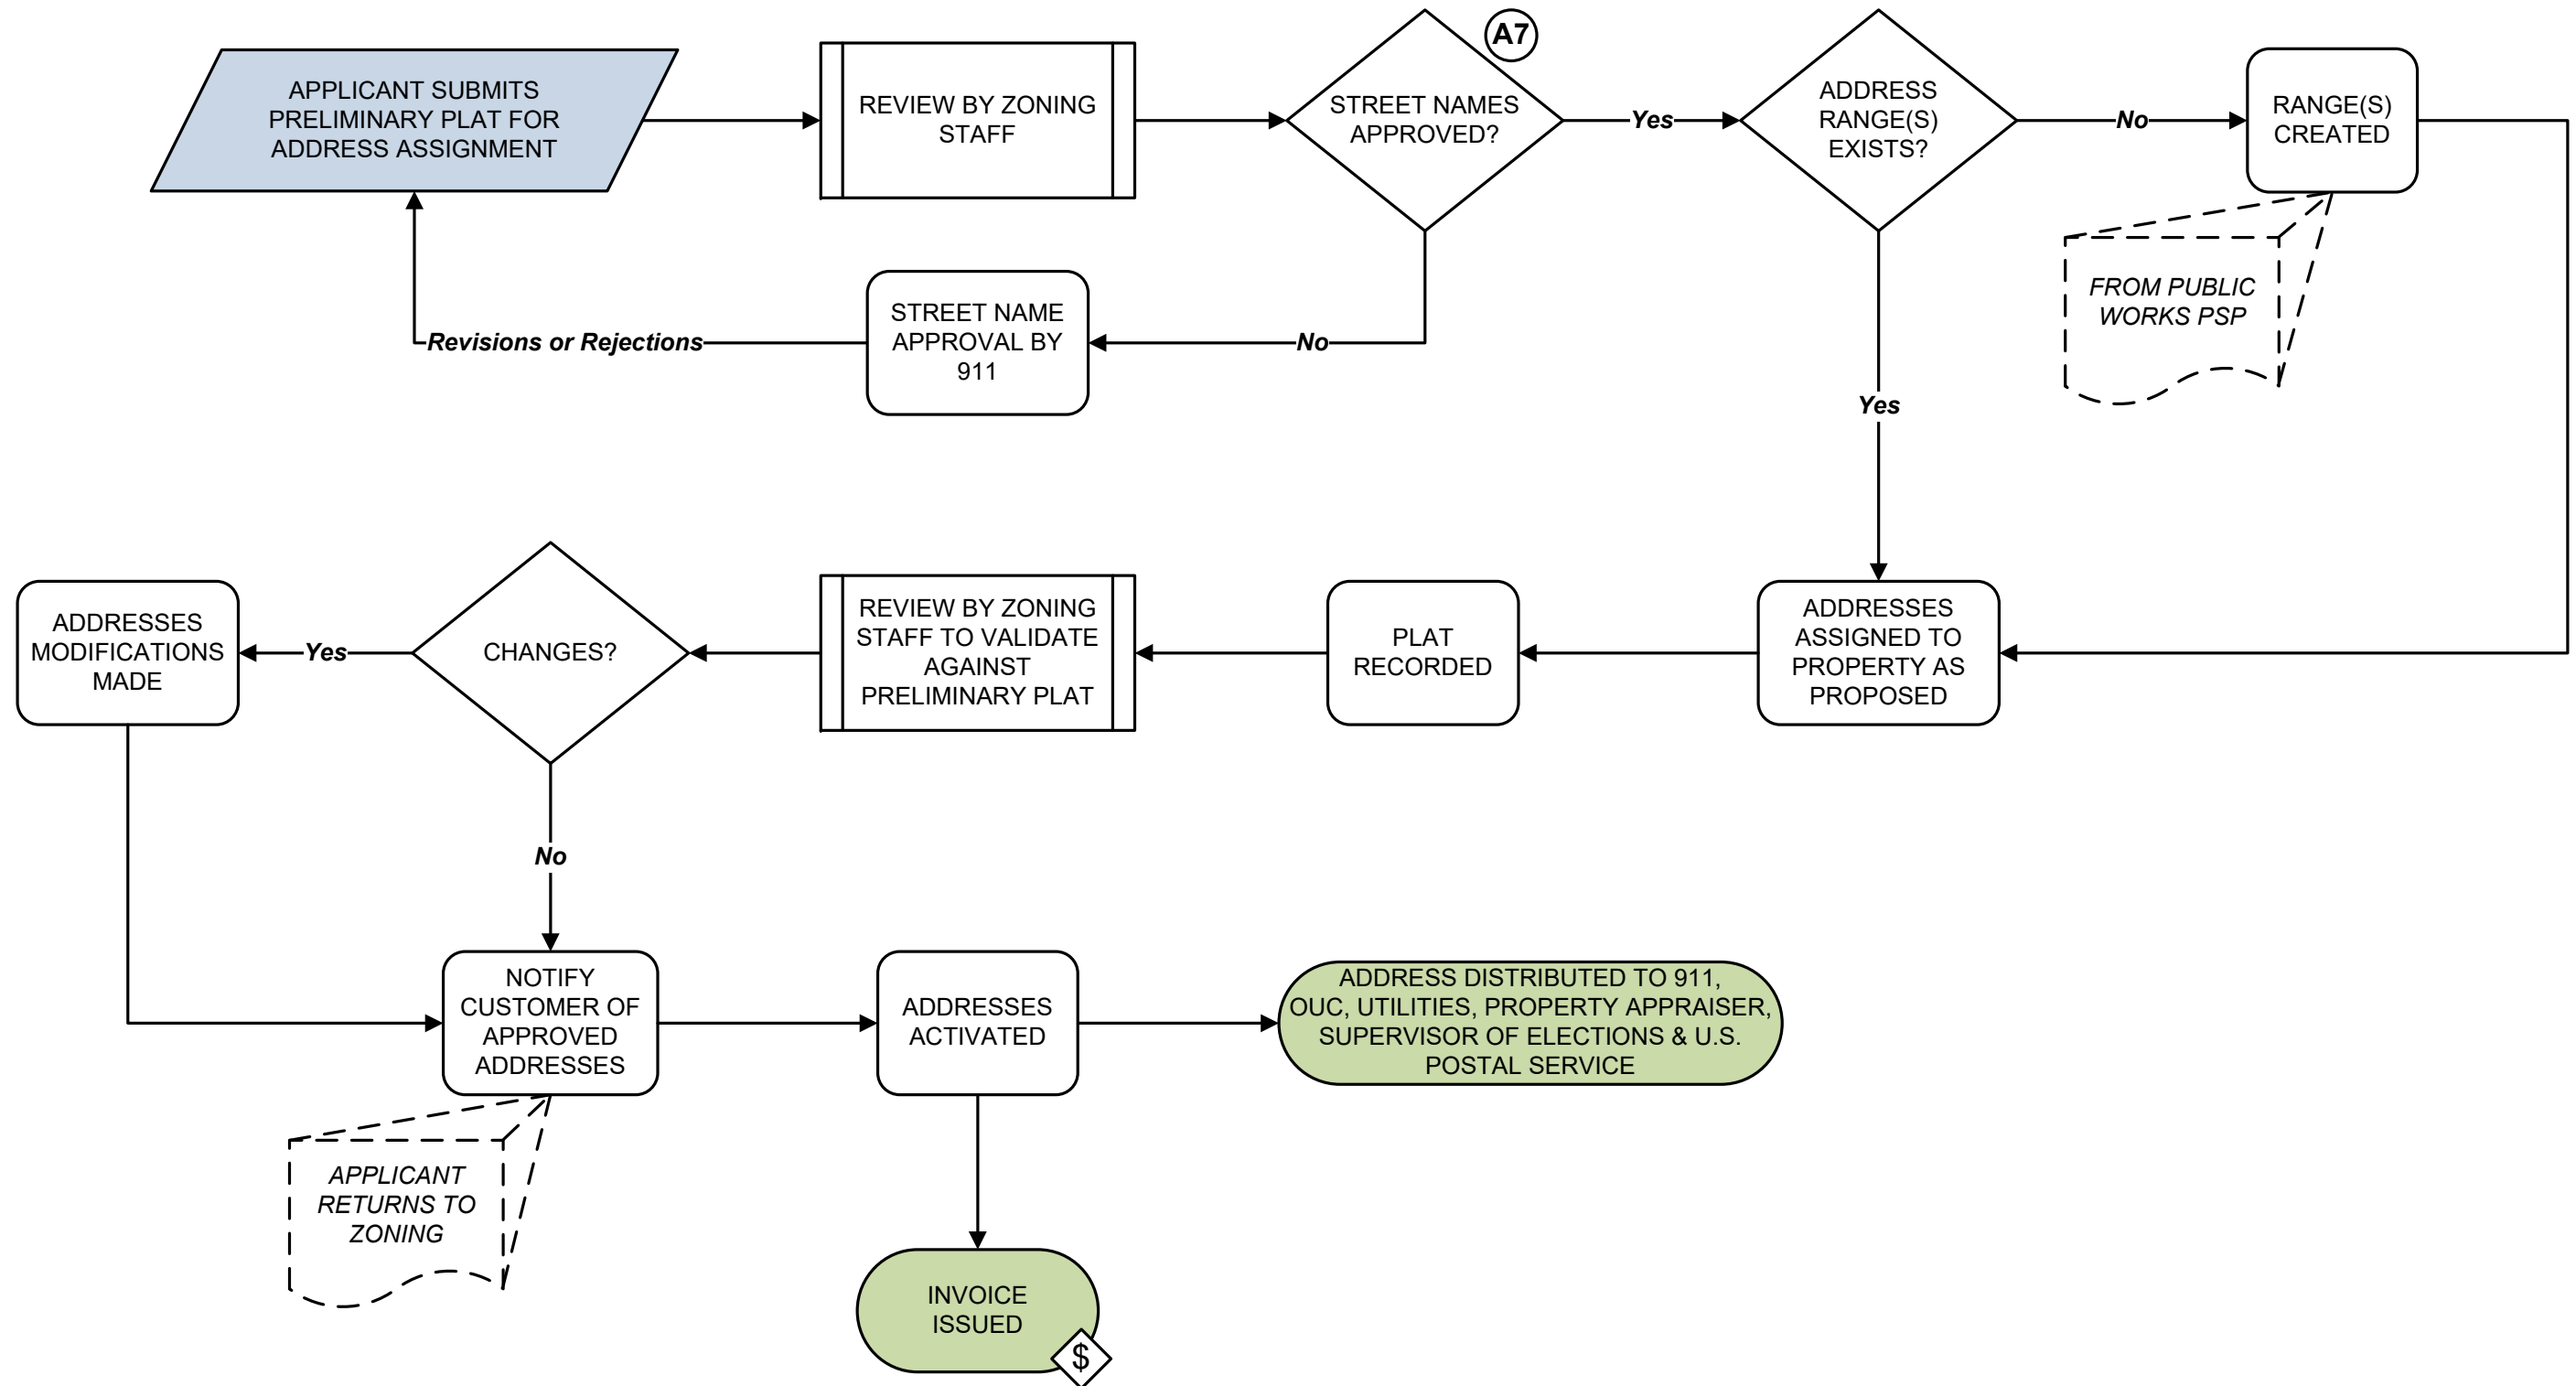 APPLICANT SUBMITS
PRELIMINARY PLAT FOR
ADDRESS ASSIGNMENT
REVIEW BY ZONING
STAFF
A7
STREET NAMES
APPROVED?
Yes
ADDRESS
RANGE(S)
EXISTS?
No
RANGE(S)
CREATED
FROM PUBLIC
WORKS PSP
No
STREET NAME
APPROVAL BY
911
Revisions or Rejections
Yes
ADDRESSES
ASSIGNED TO
PROPERTY AS
PROPOSED
PLAT
RECORDED
REVIEW BY ZONING
STAFF TO VALIDATE
AGAINST
PRELIMINARY PLAT
CHANGES?
Yes
ADDRESSES
MODIFICATIONS
MADE
No
NOTIFY
CUSTOMER OF
APPROVED
ADDRESSES
APPLICANT
RETURNS TO
ZONING
ADDRESSES
ACTIVATED
ADDRESS DISTRIBUTED TO 911,
OUC, UTILITIES, PROPERTY APPRAISER,
SUPERVISOR OF ELECTIONS & U.S.
POSTAL SERVICE
INVOICE
ISSUED
$